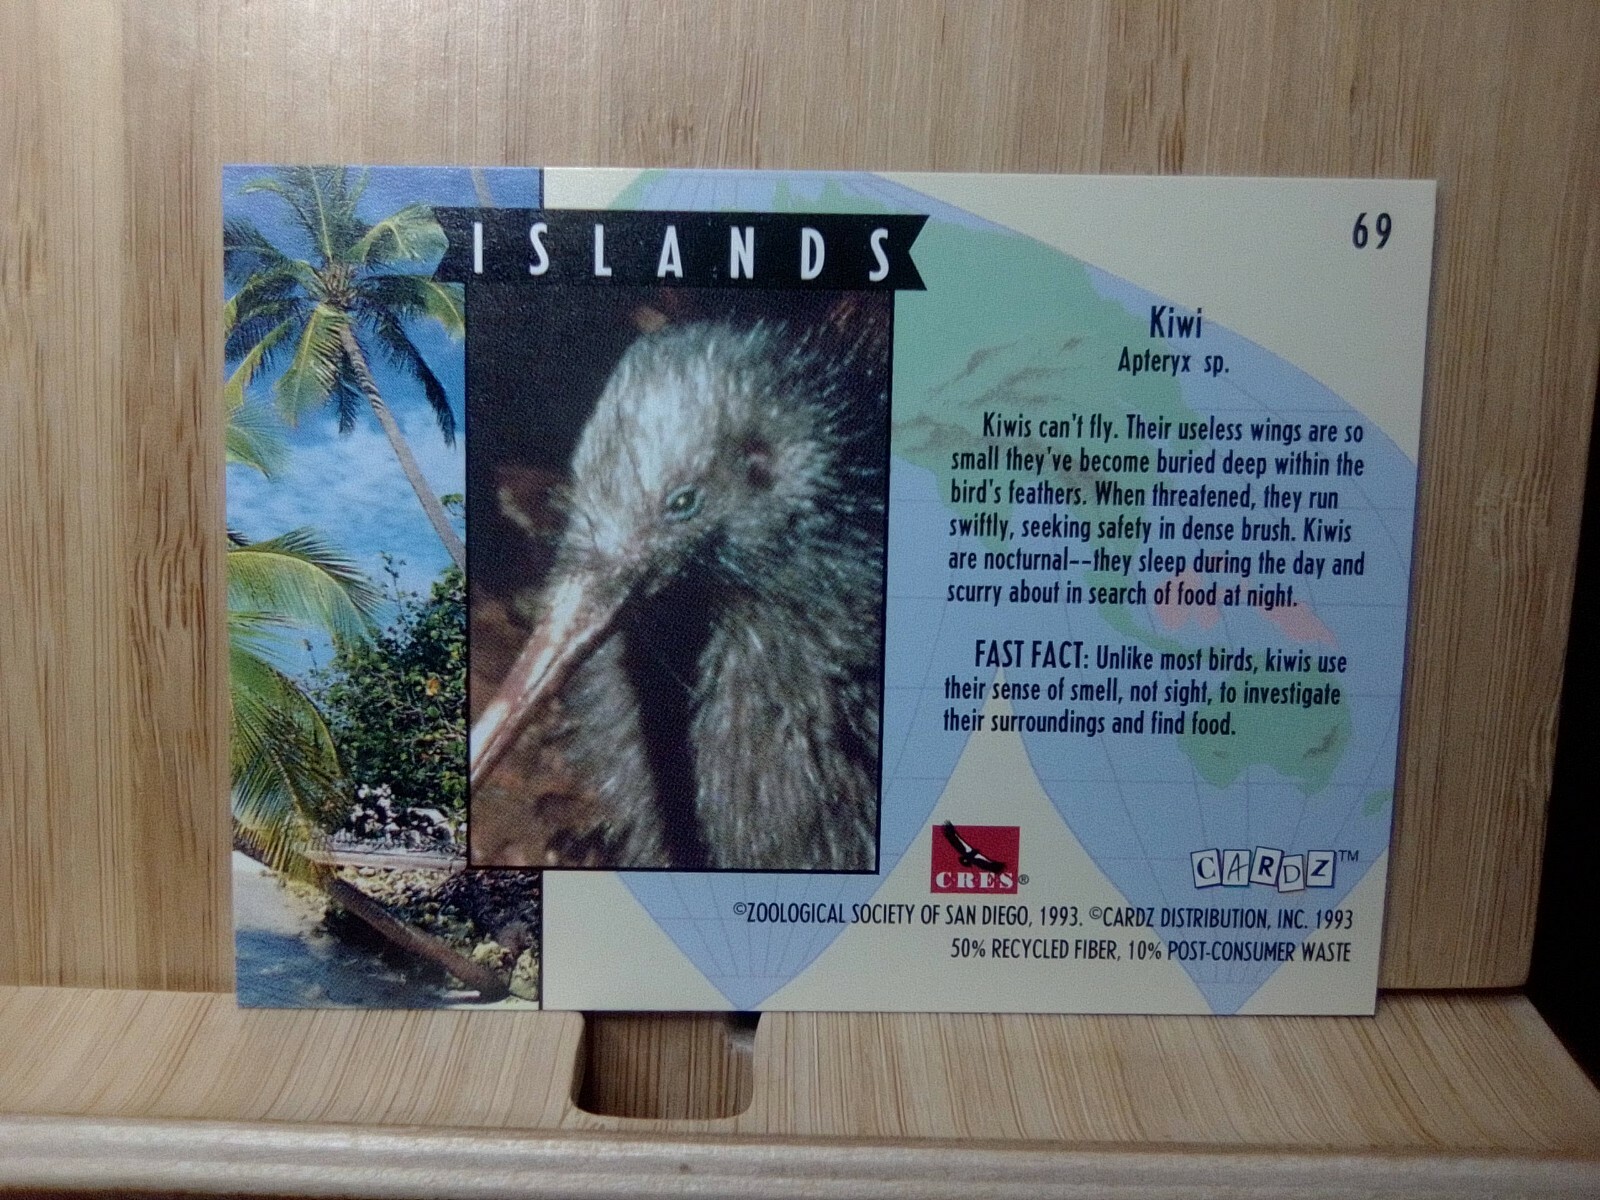 ISLANDS
69
Kiwi
Apteryx sp.
Kiwis can't fly. Their useless wings are so
small they've become buried deep within the
bird's feathers. When threatened, they run
swiftly, seeking safety in dense brush. Kiwis
are nocturnal--they sleep during the day and
scurry about in search of food at night.
FAST FACT: Unlike most birds, kiwis use
their sense of smell, not sight, to investigate
their surroundings and find food.
CRES®
CARDZ™
©ZOOLOGICAL SOCIETY OF SAN DIEGO, 1993. ©CARDZ DISTRIBUTION, INC. 1993
50% RECYCLED FIBER, 10% POST-CONSUMER WASTE